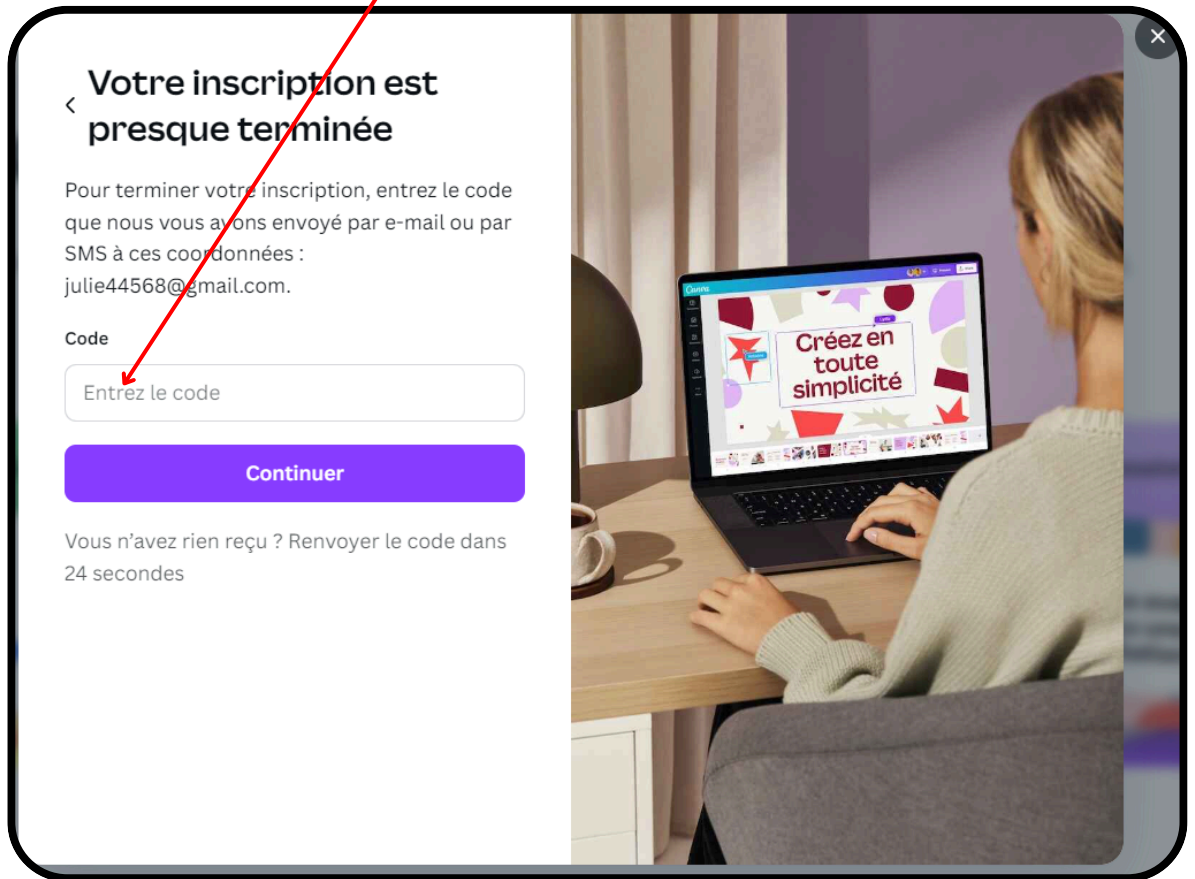 Votre inscription est
presque terminée
Pour terminer votre inscription, entrez le code
que nous vous avons envoyé par e-mail ou par
SMS à ces coordonnées :
julie44568@gmail.com.
Code
Entrez le code
Continuer
Vous n’avez rien reçu ? Renvoyer le code dans
24 secondes
Canva
Créez en
toute
simplicité